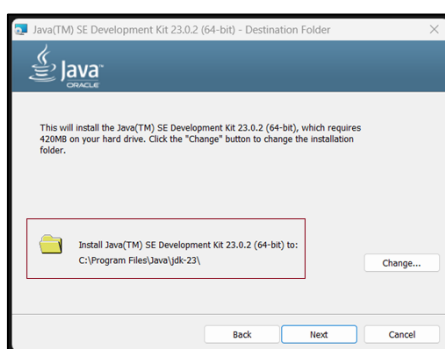 Java(TM) SE Development Kit 23.0.2 (64-bit) - Destination Folder
Java
ORACLE
This will install the Java(TM) SE Development Kit 23.0.2 (64-bit), which requires
420MB on your hard drive. Click the "Change" button to change the installation
folder.
Install Java(TM) SE Development Kit 23.0.2 (64-bit) to:
C:\Program Files\Java\jdk-23\
Change...
Back Next Cancel